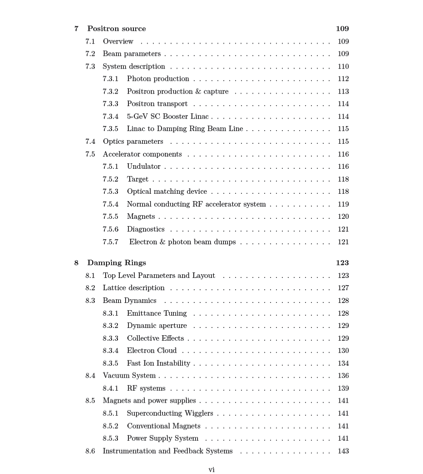 7 Positron source 109
7.1 Overview . . . . . . . . . . . . . . . . . . . . . . . . . . . . . . . 109
7.2 Beam parameters . . . . . . . . . . . . . . . . . . . . . . . . . . . 109
7.3 System description . . . . . . . . . . . . . . . . . . . . . . . . . . . 110
7.3.1 Photon production . . . . . . . . . . . . . . . . . . . . . . . 112
7.3.2 Positron production & capture . . . . . . . . . . . . . . . . 113
7.3.3 Positron transport . . . . . . . . . . . . . . . . . . . . . . . 114
7.3.4 5-GeV SC Booster Linac . . . . . . . . . . . . . . . . . . . . 114
7.3.5 Linac to Damping Ring Beam Line . . . . . . . . . . . . . . 115
7.4 Optics parameters . . . . . . . . . . . . . . . . . . . . . . . . . . 115
7.5 Accelerator components . . . . . . . . . . . . . . . . . . . . . . . . 116
7.5.1 Undulator . . . . . . . . . . . . . . . . . . . . . . . . . . . . 116
7.5.2 Target . . . . . . . . . . . . . . . . . . . . . . . . . . . . . 118
7.5.3 Optical matching device . . . . . . . . . . . . . . . . . . . . 118
7.5.4 Normal conducting RF accelerator system . . . . . . . . . . 119
7.5.5 Magnets . . . . . . . . . . . . . . . . . . . . . . . . . . . . . 120
7.5.6 Diagnostics . . . . . . . . . . . . . . . . . . . . . . . . . . . 121
7.5.7 Electron & photon beam dumps . . . . . . . . . . . . . . . 121
8 Damping Rings 123
8.1 Top Level Parameters and Layout . . . . . . . . . . . . . . . . . . 123
8.2 Lattice description . . . . . . . . . . . . . . . . . . . . . . . . . . . 127
8.3 Beam Dynamics . . . . . . . . . . . . . . . . . . . . . . . . . . . 128
8.3.1 Emittance Tuning . . . . . . . . . . . . . . . . . . . . . . . 128
8.3.2 Dynamic aperture . . . . . . . . . . . . . . . . . . . . . . . 129
8.3.3 Collective Effects . . . . . . . . . . . . . . . . . . . . . . . . 129
8.3.4 Electron Cloud . . . . . . . . . . . . . . . . . . . . . . . . . 130
8.3.5 Fast Ion Instability . . . . . . . . . . . . . . . . . . . . . . . 134
8.4 Vacuum System . . . . . . . . . . . . . . . . . . . . . . . . . . . . 136
8.4.1 RF systems . . . . . . . . . . . . . . . . . . . . . . . . . . . 139
8.5 Magnets and power supplies . . . . . . . . . . . . . . . . . . . . . . 141
8.5.1 Superconducting Wigglers . . . . . . . . . . . . . . . . . . . 141
8.5.2 Conventional Magnets . . . . . . . . . . . . . . . . . . . . . 141
8.5.3 Power Supply System . . . . . . . . . . . . . . . . . . . . . 141
8.6 Instrumentation and Feedback Systems . . . . . . . . . . . . . . . 143
vi